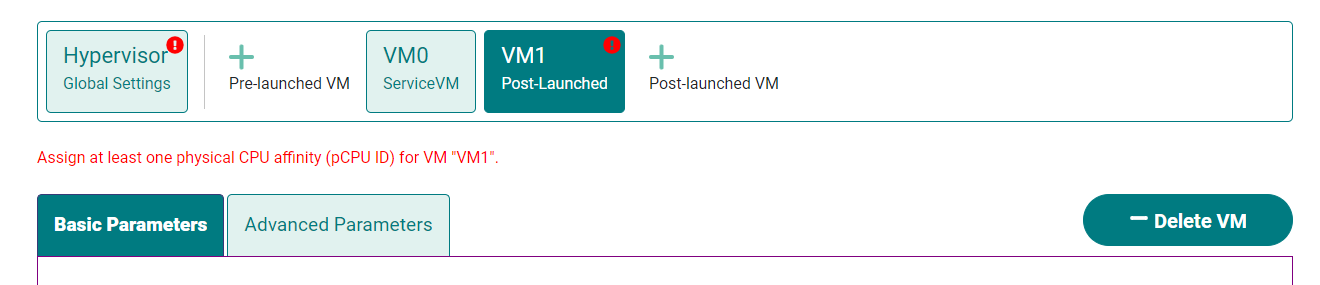 Hypervisor
Global Settings
Pre-launched VM
VM0
ServiceVM
VM1
Post-Launched
Post-launched VM
Assign at least one physical CPU affinity (pCPU ID) for VM "VM1".
Basic Parameters
Advanced Parameters
Delete VM